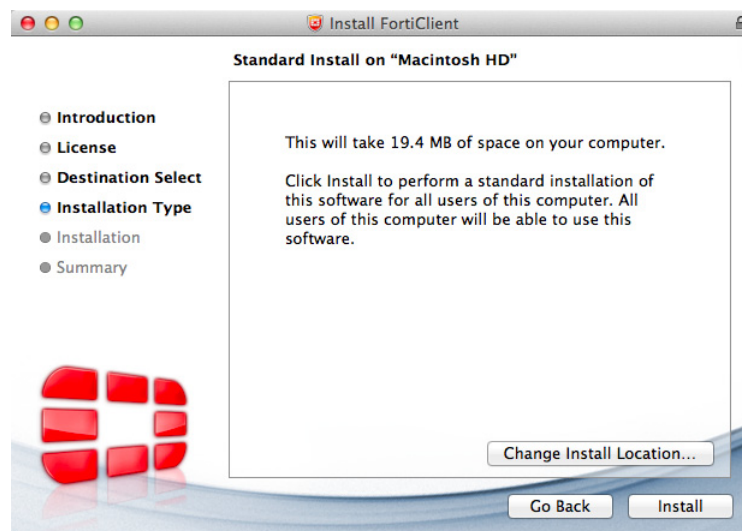 Install FortiClient
Standard Install on “Macintosh HD”
Introduction
License
Destination Select
Installation Type
Installation
Summary
This will take 19.4 MB of space on your computer.
Click Install to perform a standard installation of
this software for all users of this computer. All
users of this computer will be able to use this
software.
Change Install Location...
Go Back
Install